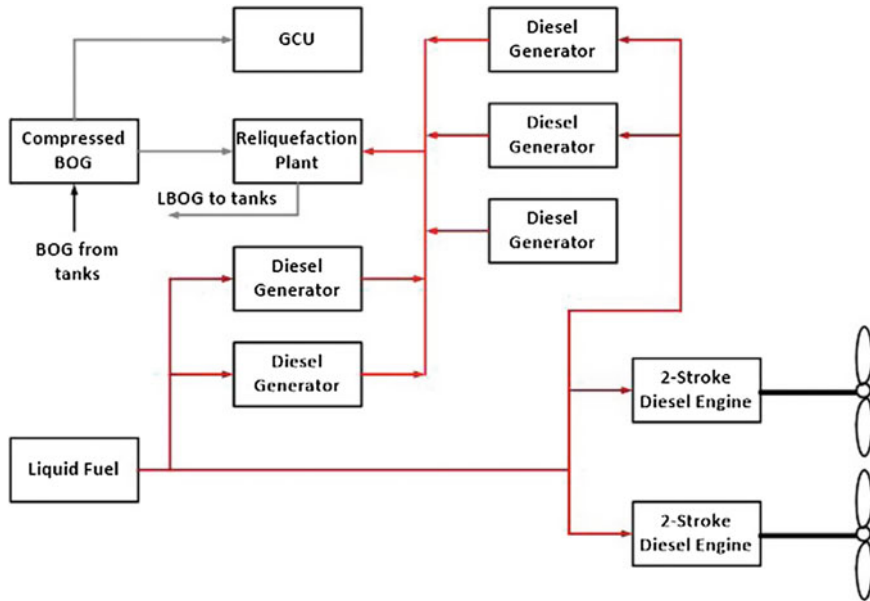 GCU
Diesel
Generator
Compressed
BOG
Reliquefaction
Plant
Diesel
Generator
LBOG to tanks
BOG from
tanks
Diesel
Generator
Diesel
Generator
Diesel
Generator
2-Stroke
Diesel Engine
Liquid Fuel
2-Stroke
Diesel Engine